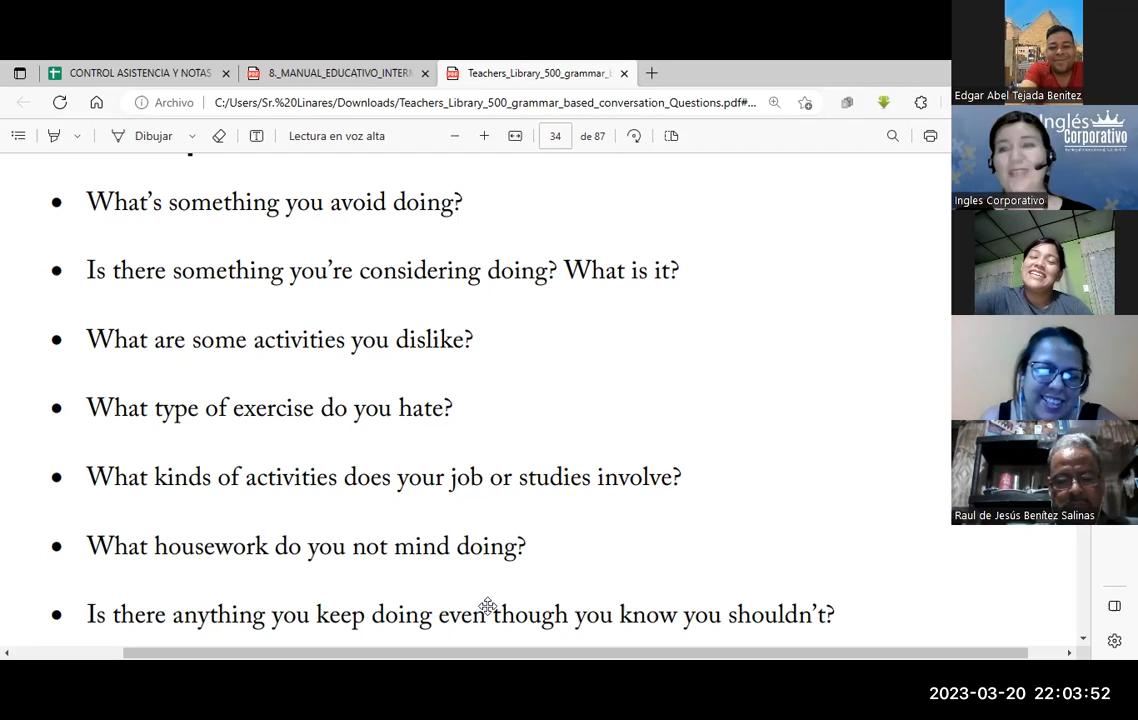 CONTROL ASISTENCIA Y NOTAS
8._MANUAL_EDUCATIVO_INTERN
Teachers_Library_500_grammar_
Archivo
C:/Users/Sr.%20Linares/Downloads/Teachers_Library_500_grammar_based_conversation_Questions.pdf#...
Dibujar
Lectura en voz alta
34
de 87
• What's something you avoid doing?
• Is there something you're considering doing? What is it?
• What are some activities you dislike?
• What type of exercise do you hate?
• What kinds of activities does your job or studies involve?
• What housework do you not mind doing?
• Is there anything you keep doing even though you know you shouldn't?
Edgar Abel Tejada Benitez
Inglés
Corporativo
Ingles Corporativo
Raul de Jesús Benítez Salinas
2023-03-20 22:03:52